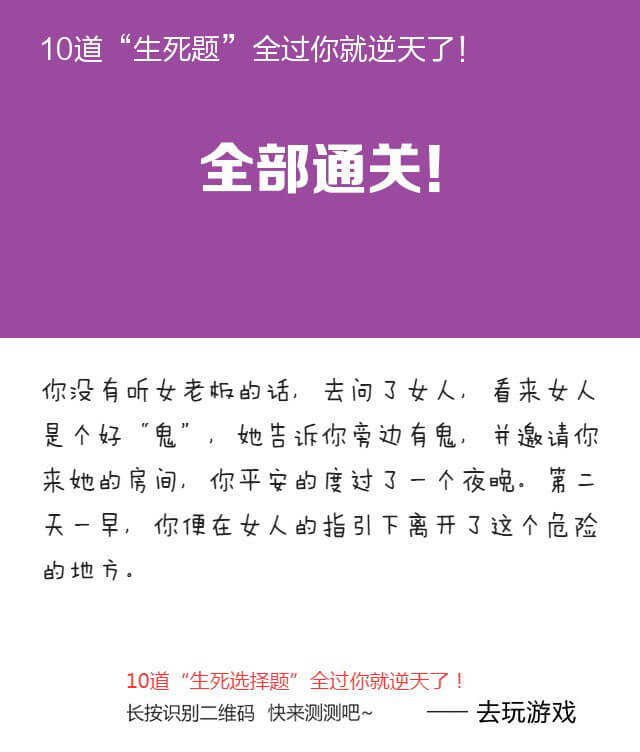 10道“生死题”全过你就逆天了！
全部通关！
你没有听女老板的话，去问了女人，看来女人
是个好“鬼”，她告诉你旁边有鬼，并邀请你
来她的房间，你平安的度过了一个夜晚。第二
天一早，你便在女人的指引下离开了这个危险
的地方。
10道“生死选择题”全过你就逆天了！
长按识别二维码 快来测测吧~ —— 去玩游戏